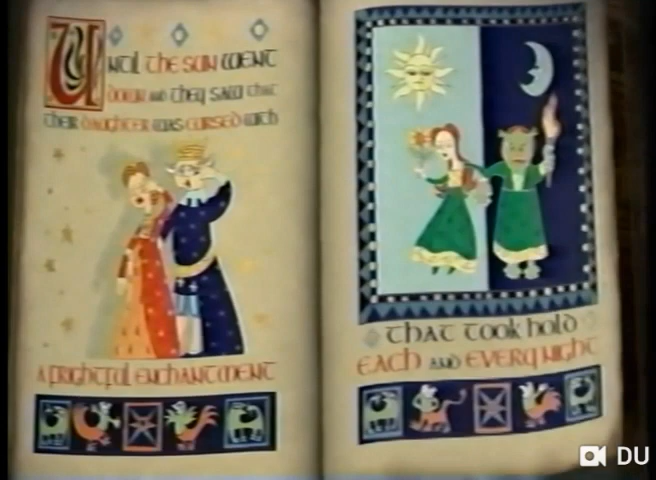 Until the sun went
down and they saw that
their daughter was cursed with
A frightful enchantment
That took hold
Each and every night
DU